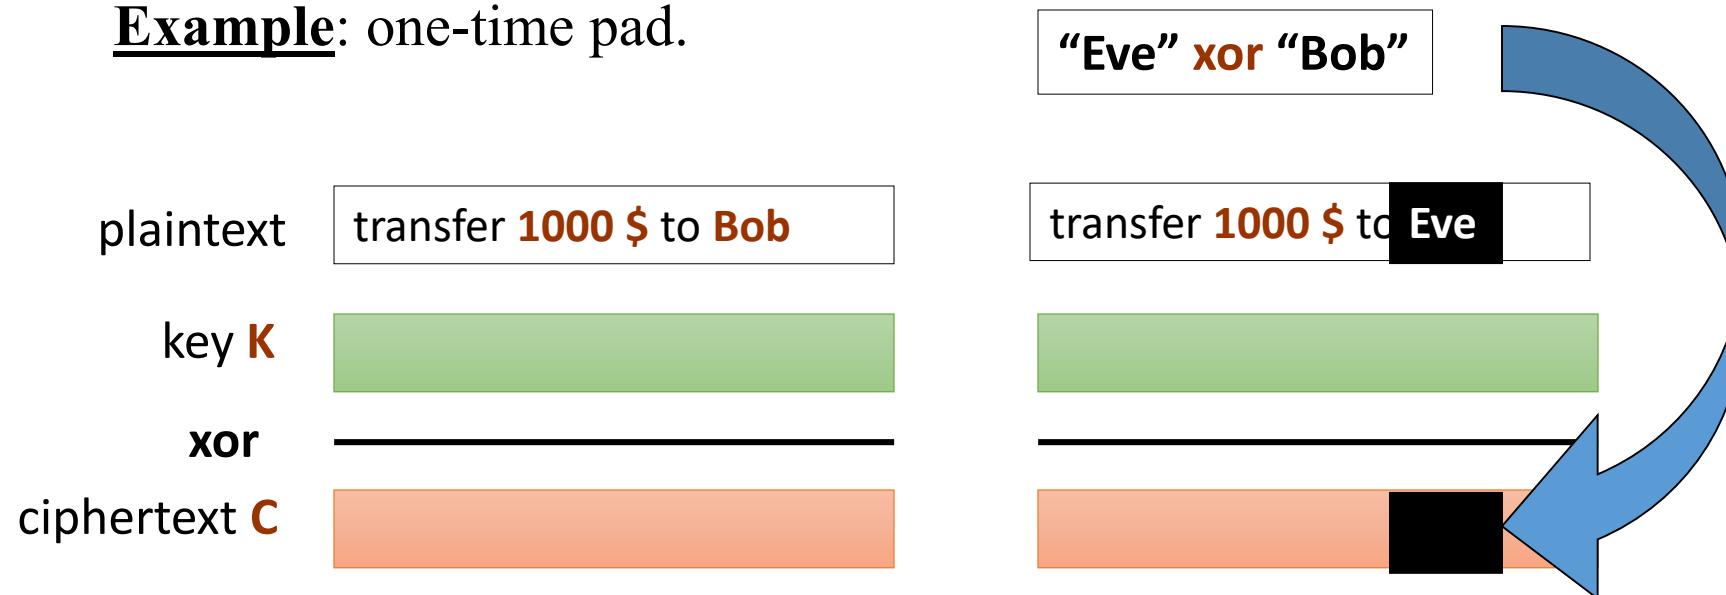 Example: one-time pad.
“Eve” xor “Bob”
plaintext
transfer 1000 $ to Bob
transfer 1000 $ to Eve
key K
xor
ciphertext C